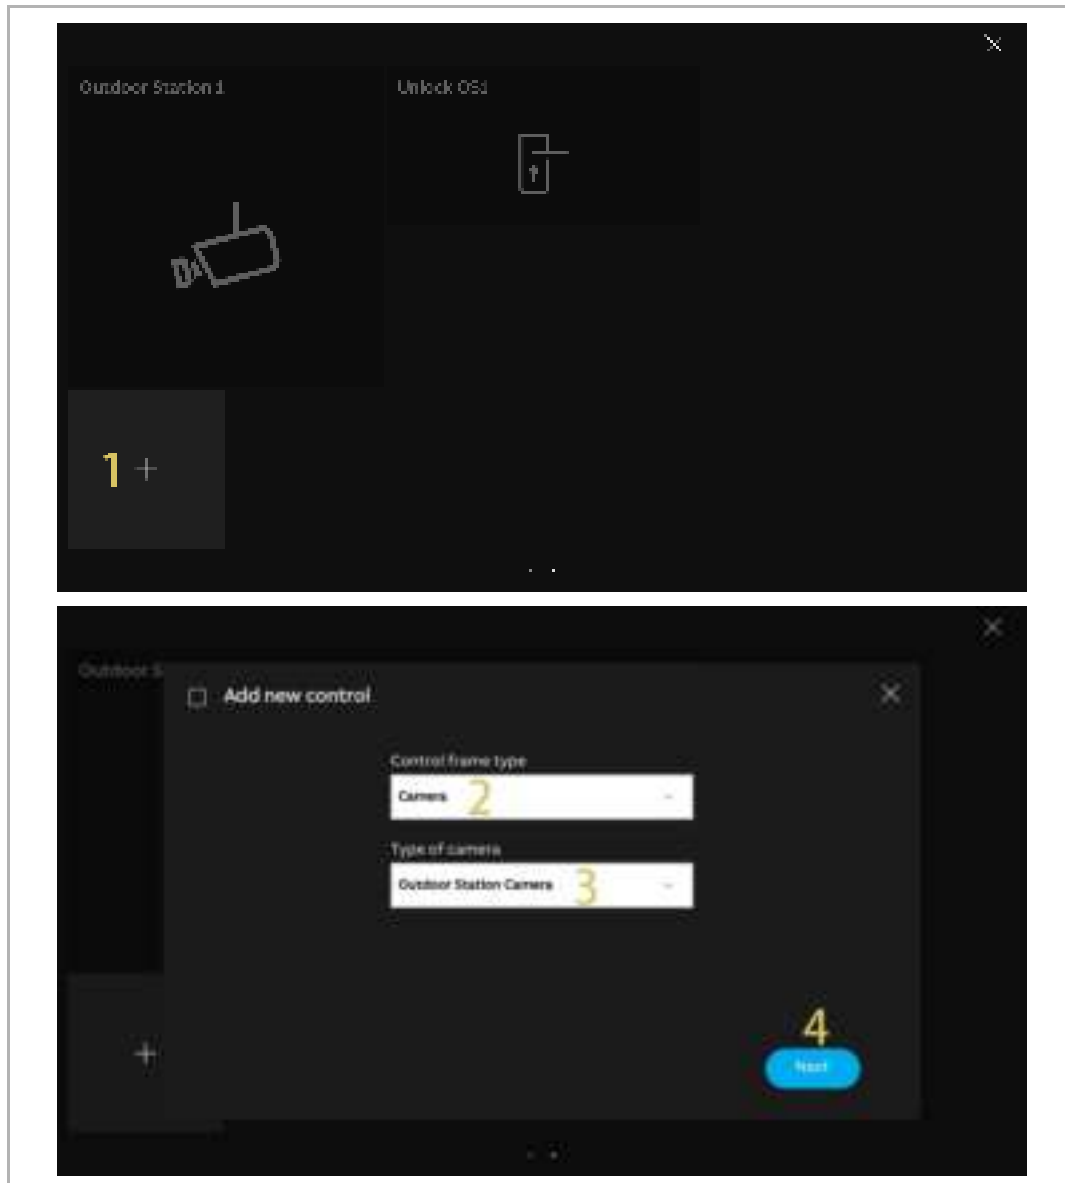 Outdoor Station 1
Unlock OS1
1 +
Outdoor S
Add new control
Control frame type
Camera 2
Type of camera
Outdoor Station Camera 3
+
4
Next